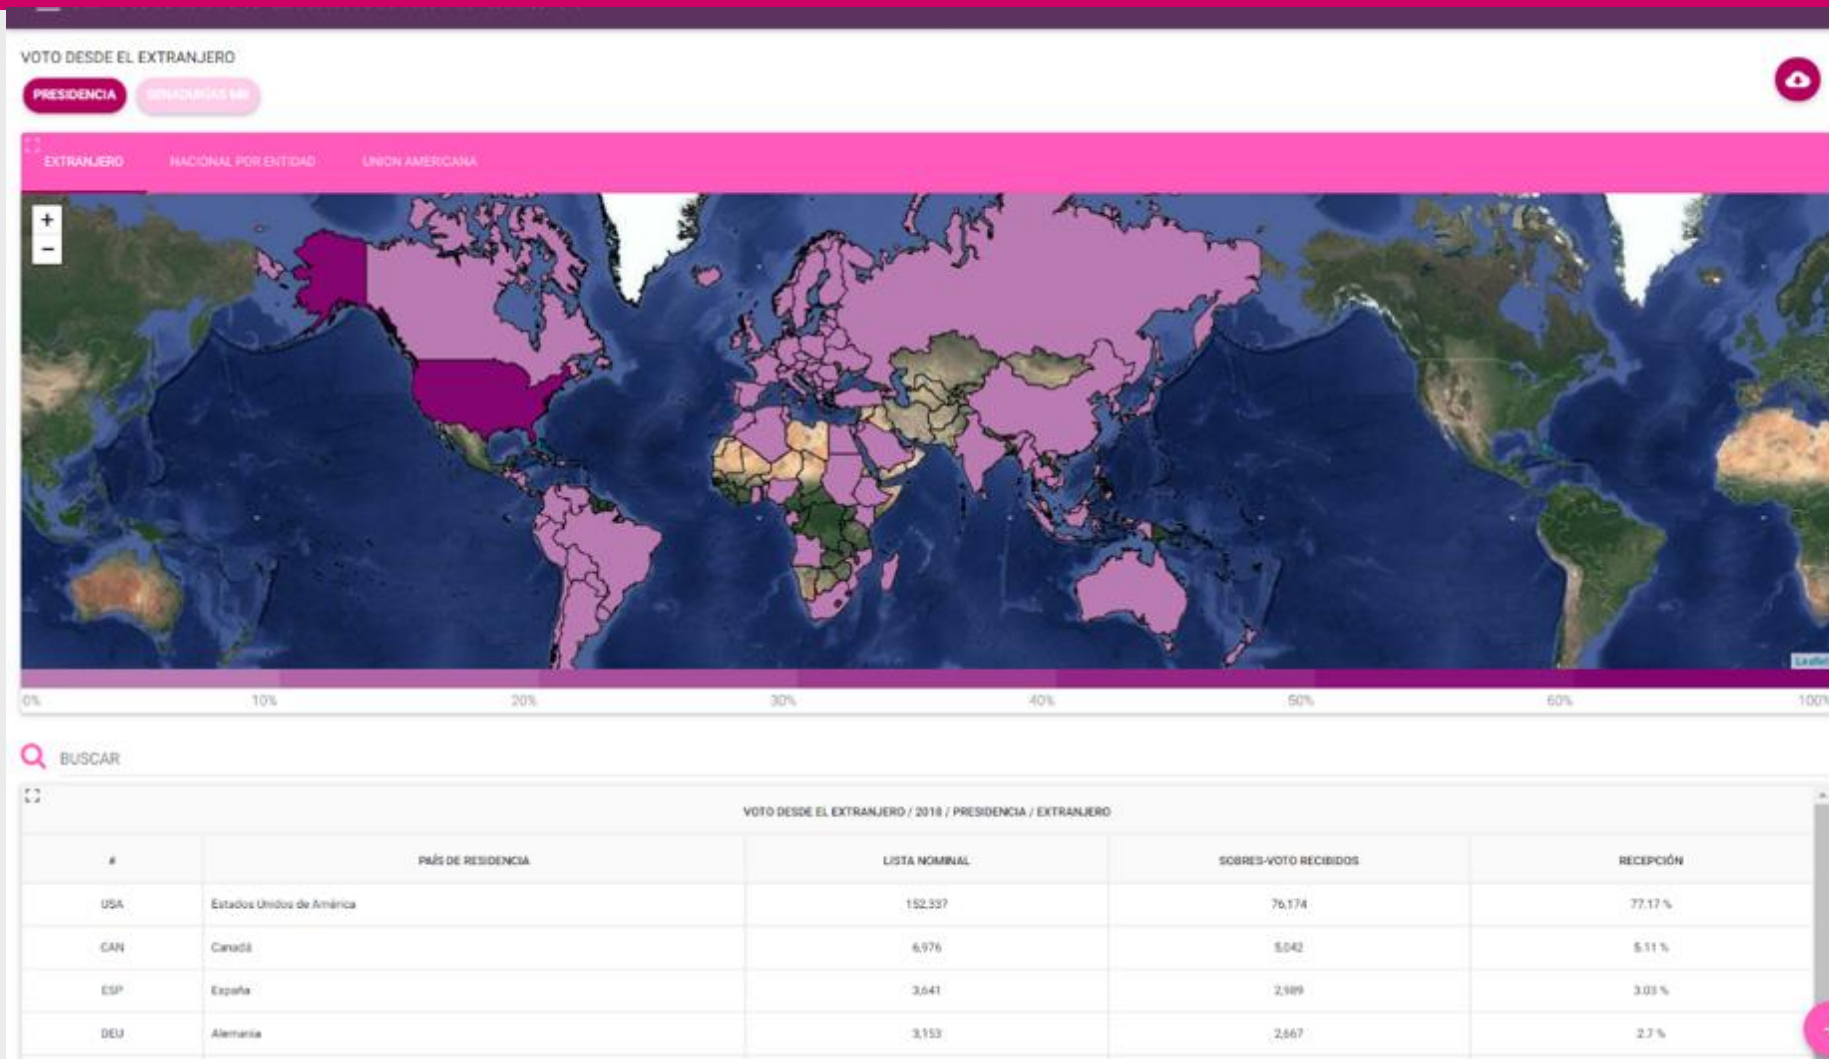 VOTO DESDE EL EXTRANJERO
PRESIDENCIA SENADURÍAS MR
EXTRANJERO NACIONAL POR ENTIDAD UNION AMERICANA
+
−
0% 10% 20% 30% 40% 50% 60% 100%
BUSCAR
VOTO DESDE EL EXTRANJERO / 2018 / PRESIDENCIA / EXTRANJERO
# PAÍS DE RESIDENCIA LISTA NOMINAL SOBRES-VOTO RECIBIDOS RECEPCIÓN
USA Estados Unidos de América 152,337 76,174 77.17 %
CAN Canadá 6,976 5,042 5.11 %
ESP España 3,641 2,989 3.03 %
DEU Alemania 3,153 2,667 2.7 %